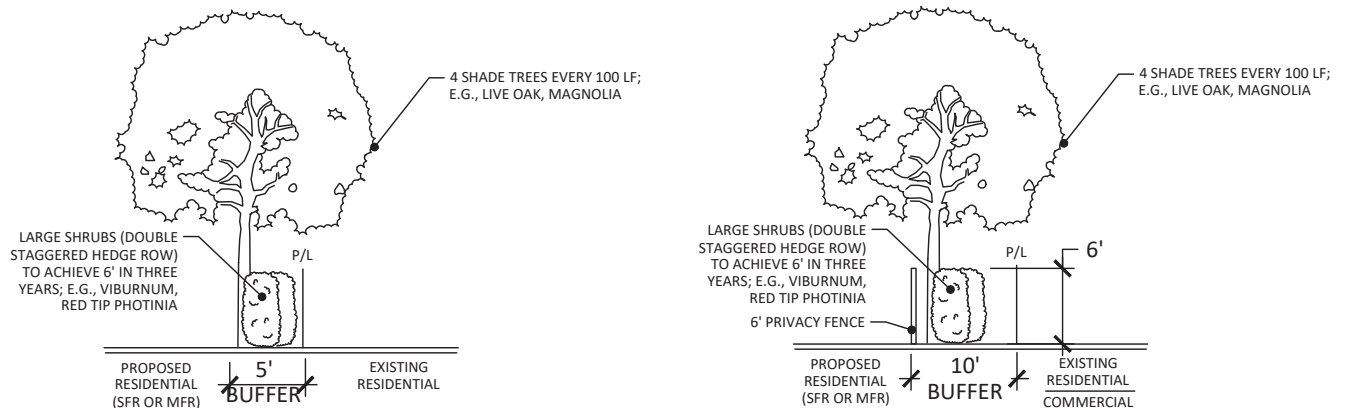 4 SHADE TREES EVERY 100 LF;
E.G., LIVE OAK, MAGNOLIA
LARGE SHRUBS (DOUBLE
STAGGERED HEDGE ROW)
TO ACHIEVE 6' IN THREE
YEARS; E.G., VIBURNUM,
RED TIP PHOTINIA
P/L
PROPOSED
RESIDENTIAL
(SFR OR MFR)
5'
BUFFER
EXISTING
RESIDENTIAL
4 SHADE TREES EVERY 100 LF;
E.G., LIVE OAK, MAGNOLIA
LARGE SHRUBS (DOUBLE
STAGGERED HEDGE ROW)
TO ACHIEVE 6' IN THREE
YEARS; E.G., VIBURNUM,
RED TIP PHOTINIA
6' PRIVACY FENCE
P/L
6'
PROPOSED
RESIDENTIAL
(SFR OR MFR)
10'
BUFFER
EXISTING
RESIDENTIAL
COMMERCIAL